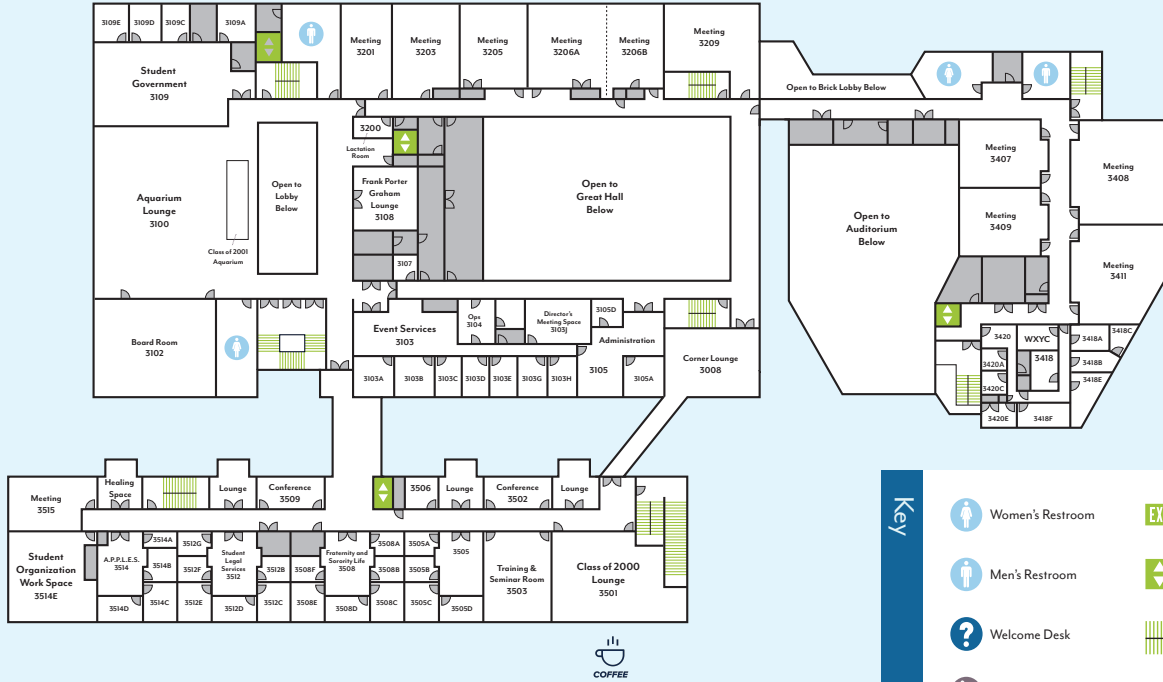 3109E
3109D
3109C
3109A
Student
Government
3109
Meeting
3201
Meeting
3203
Meeting
3205
Meeting
3206A
Meeting
3206B
Meeting
3209
Open to Brick Lobby Below
3200
Lactation
Room
Aquarium
Lounge
3100
Open to
Lobby
Below
Class of 2001
Aquarium
Frank Porter
Graham
Lounge
3108
3107
Open to
Great Hall
Below
Open to
Auditorium
Below
Meeting
3407
Meeting
3408
Meeting
3409
Meeting
3411
Board Room
3102
Event Services
3103
Ops
3104
Director's
Meeting Space
3103J
3105D
Administration
3105
3103A
3103B
3103C
3103D
3103E
3103G
3103H
3105A
Corner Lounge
3008
3420
WXYC
3418
3418A
3418C
3420A
3418B
3420C
3418E
3420E
3418F
Meeting
3515
Healing
Space
Lounge
Conference
3509
3506
Lounge
Conference
3502
Lounge
Student
Organization
Work Space
3514E
A.P.P.L.E.S.
3514
3514A
3514B
3514C
3514D
3512G
3512F
3512E
Student
Legal
Services
3512
3512D
3512B
3512C
3508F
3508E
Fraternity and
Sorority Life
3508
3508D
3508A
3508B
3508C
3505A
3505B
3505C
3505
3505D
Training &
Seminar Room
3503
Class of 2000
Lounge
3501
COFFEE
Key
Women's Restroom
EX
Men's Restroom
?
Welcome Desk